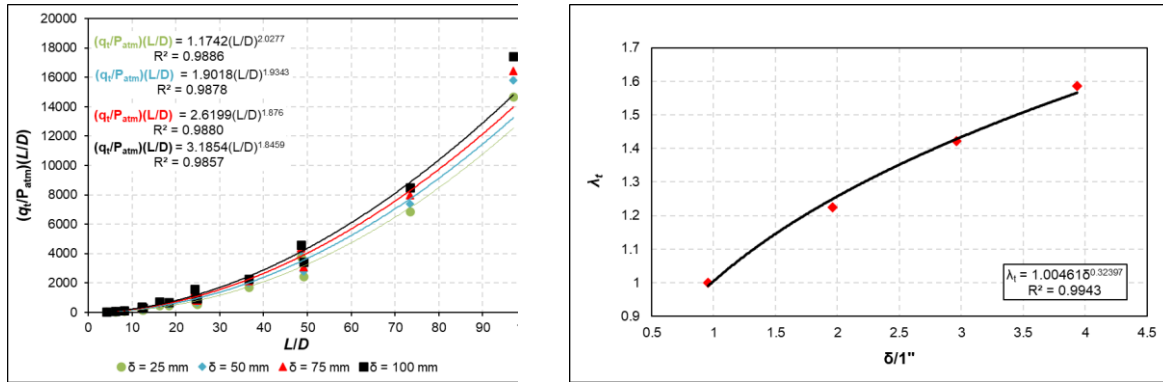 20000
18000
16000
14000
12000
10000
8000
6000
4000
2000
0
(qₜ/Pₐₜₘ)(L/D)
(qₜ/Pₐₜₘ)(L/D) = 1.1742(L/D)²·⁰²⁷⁷
R² = 0.9886
(qₜ/Pₐₜₘ)(L/D) = 1.9018(L/D)¹·⁹³⁴³
R² = 0.9878
(qₜ/Pₐₜₘ)(L/D) = 2.6199(L/D)¹·⁸⁷⁶
R² = 0.9880
(qₜ/Pₐₜₘ)(L/D) = 3.1854(L/D)¹·⁸⁴⁵⁹
R² = 0.9857
0 10 20 30 40 50 60 70 80 90
L/D
δ = 25 mm δ = 50 mm δ = 75 mm δ = 100 mm
1.7
1.6
1.5
1.4
1.3
1.2
1.1
1
0.9
λₜ
λₜ = 1.00461δ⁰·³²³⁹⁷
R² = 0.9943
0.5 1 1.5 2 2.5 3 3.5 4 4.5
δ/1"